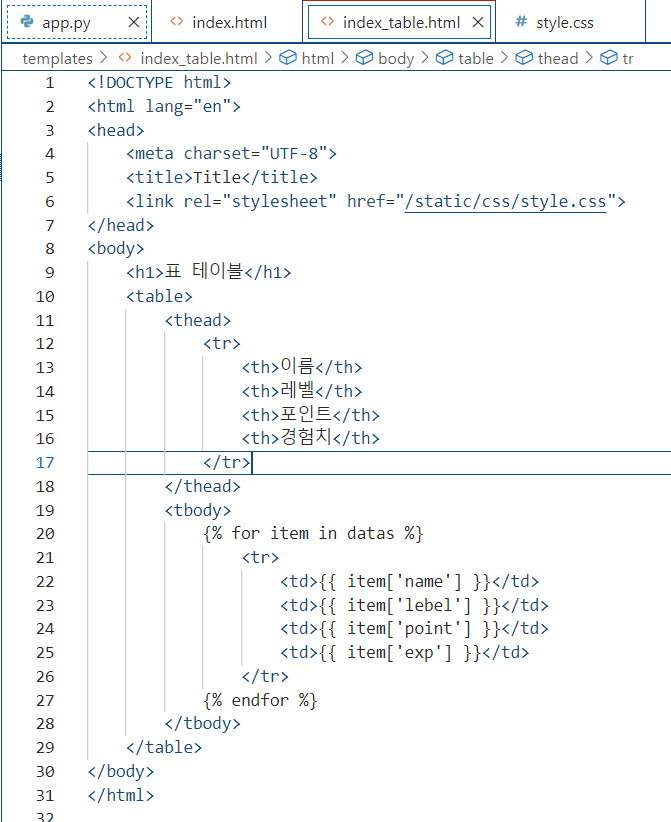 app.py × index.html index_table.html × style.css
templates > index_table.html > html > body > table > thead > tr
1 <!DOCTYPE html>
2 <html lang="en">
3 <head>
4     <meta charset="UTF-8">
5     <title>Title</title>
6     <link rel="stylesheet" href="/static/css/style.css">
7 </head>
8 <body>
9     <h1>표 테이블</h1>
10     <table>
11         <thead>
12             <tr>
13                 <th>이름</th>
14                 <th>레벨</th>
15                 <th>포인트</th>
16                 <th>경험치</th>
17             </tr>
18         </thead>
19         <tbody>
20             {% for item in datas %}
21                 <tr>
22                     <td>{{ item['name'] }}</td>
23                     <td>{{ item['lebel'] }}</td>
24                     <td>{{ item['point'] }}</td>
25                     <td>{{ item['exp'] }}</td>
26                 </tr>
27             {% endfor %}
28         </tbody>
29     </table>
30 </body>
31 </html>
32